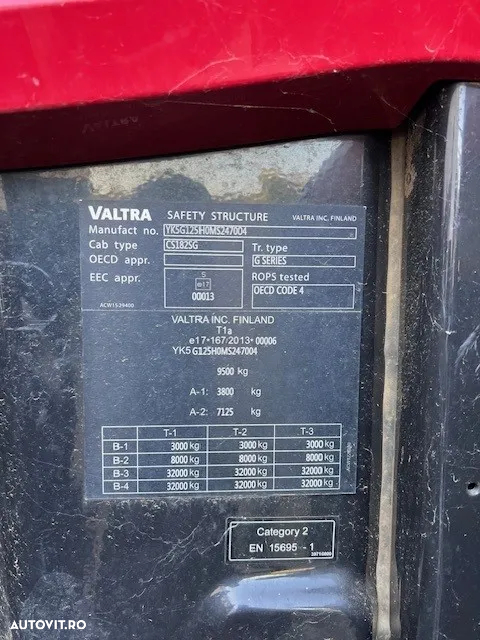 VALTRA SAFETY STRUCTURE VALTRA INC. FINLAND
Manufact no. YK5G125H0MS247004
Cab type CS182SG Tr. type
OECD appr. G SERIES
EEC appr. S ROPS tested
e17 OECD CODE 4
00013
ACW1529400
VALTRA INC. FINLAND
T1a
e17*167/2013*00006
YK5G125H0MS247004
9500 kg
A-1: 3800 kg
A-2: 7125 kg
T-1 T-2 T-3
B-1 3000 kg 3000 kg 3000 kg
B-2 8000 kg 8000 kg 8000 kg
B-3 32000 kg 32000 kg 32000 kg
B-4 32000 kg 32000 kg 32000 kg
Category 2
EN 15695 -1
AUTOVIT.RO
AUTOVIT.RO